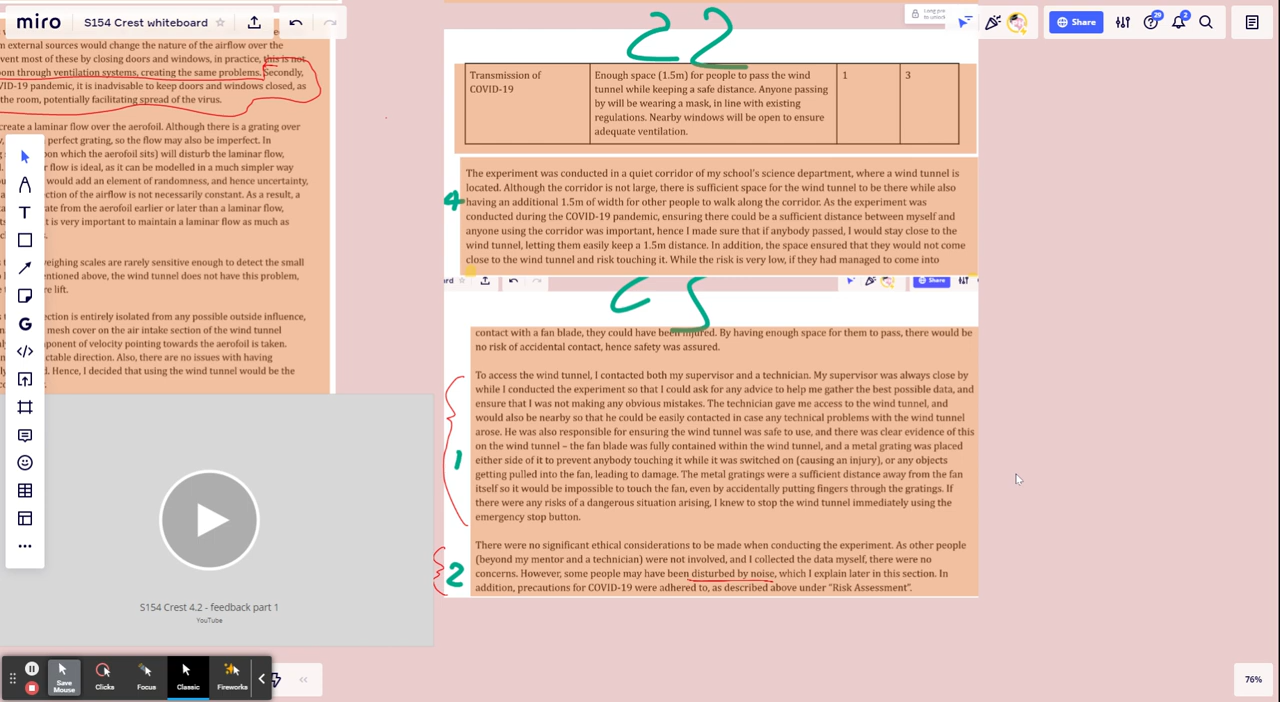 miro S154 Crest whiteboard Share 29 2
n external sources would change the nature of the airflow over the
vent most of these by closing doors and windows, in practice, this is not
om through ventilation systems, creating the same problems. Secondly,
VID-19 pandemic, it is inadvisable to keep doors and windows closed, as
the room, potentially facilitating spread of the virus.
create a laminar flow over the aerofoil. Although there is a grating over
perfect grating, so the flow may also be imperfect. In
on which the aerofoil sits) will disturb the laminar flow,
flow is ideal, as it can be modelled in a much simpler way
would add an element of randomness, and hence uncertainty,
ection of the airflow is not necessarily constant. As a result, a
ate from the aerofoil earlier or later than a laminar flow,
t is very important to maintain a laminar flow as much as
weighing scales are rarely sensitive enough to detect the small
entioned above, the wind tunnel does not have this problem,
re lift.
ection is entirely isolated from any possible outside influence,
mesh cover on the air intake section of the wind tunnel
ponent of velocity pointing towards the aerofoil is taken.
ctable direction. Also, there are no issues with having
ly. Hence, I decided that using the wind tunnel would be the
S154 Crest 4.2 - feedback part 1
YouTube
22
Transmission of COVID-19
Enough space (1.5m) for people to pass the wind
tunnel while keeping a safe distance. Anyone passing
by will be wearing a mask, in line with existing
regulations. Nearby windows will be open to ensure
adequate ventilation.
1
3
4
The experiment was conducted in a quiet corridor of my school's science department, where a wind tunnel is
located. Although the corridor is not large, there is sufficient space for the wind tunnel to be there while also
having an additional 1.5m of width for other people to walk along the corridor. As the experiment was
conducted during the COVID-19 pandemic, ensuring there could be a sufficient distance between myself and
anyone using the corridor was important, hence I made sure that if anybody passed, I would stay close to the
wind tunnel, letting them easily keep a 1.5m distance. In addition, the space ensured that they would not come
close to the wind tunnel and risk touching it. While the risk is very low, if they had managed to come into
Share
contact with a fan blade, they could have been injured. By having enough space for them to pass, there would be
no risk of accidental contact, hence safety was assured.
1
To access the wind tunnel, I contacted both my supervisor and a technician. My supervisor was always close by
while I conducted the experiment so that I could ask for any advice to help me gather the best possible data, and
ensure that I was not making any obvious mistakes. The technician gave me access to the wind tunnel, and
would also be nearby so that he could be easily contacted in case any technical problems with the wind tunnel
arose. He was also responsible for ensuring the wind tunnel was safe to use, and there was clear evidence of this
on the wind tunnel – the fan blade was fully contained within the wind tunnel, and a metal grating was placed
either side of it to prevent anybody touching it while it was switched on (causing an injury), or any objects
getting pulled into the fan, leading to damage. The metal gratings were a sufficient distance away from the fan
itself so it would be impossible to touch the fan, even by accidentally putting fingers through the gratings. If
there were any risks of a dangerous situation arising, I knew to stop the wind tunnel immediately using the
emergency stop button.
2
There were no significant ethical considerations to be made when conducting the experiment. As other people
(beyond my mentor and a technician) were not involved, and I collected the data myself, there were no
concerns. However, some people may have been disturbed by noise, which I explain later in this section. In
addition, precautions for COVID-19 were adhered to, as described above under "Risk Assessment".
Save Mouse
Clicks
Focus
Classic
Fireworks
76%